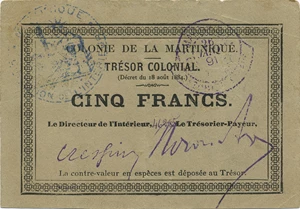 COLONIE DE LA MARTINIQUE.
TRÉSOR COLONIAL.
(Décret du 18 août 1884.)
CINQ FRANCS.
Le Directeur de l'Intérieur, Le Trésorier-Payeur,
La contre-valeur en espèces est déposée au Trésor.